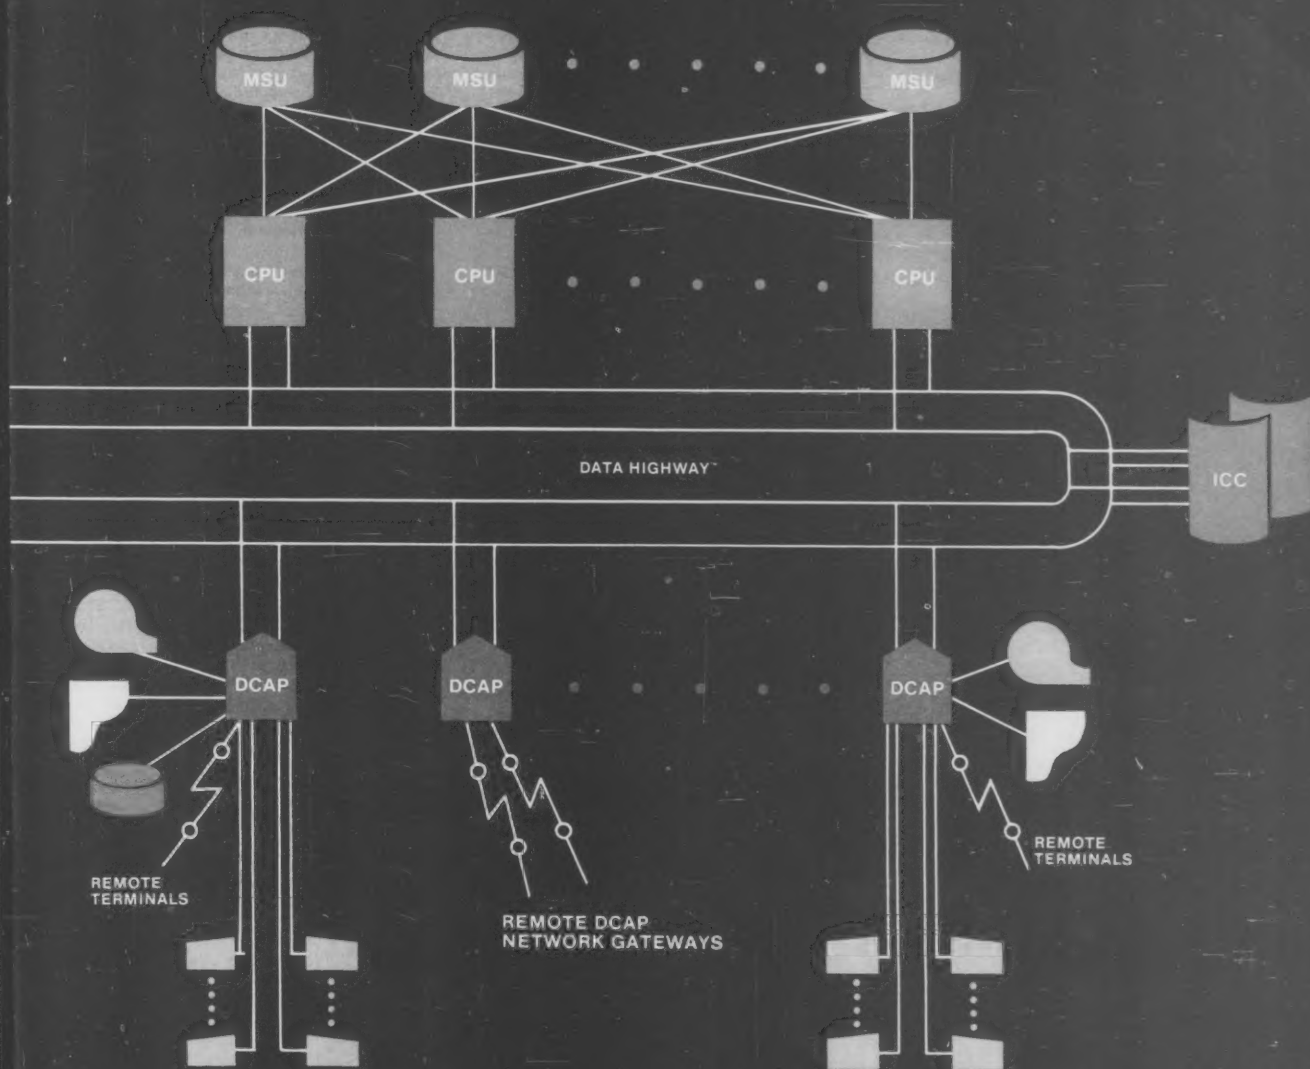 MSU
MSU
MSU
CPU
CPU
CPU
DATA HIGHWAY™
ICC
DCAP
DCAP
DCAP
REMOTE
TERMINALS
REMOTE
TERMINALS
REMOTE DCAP
NETWORK GATEWAYS